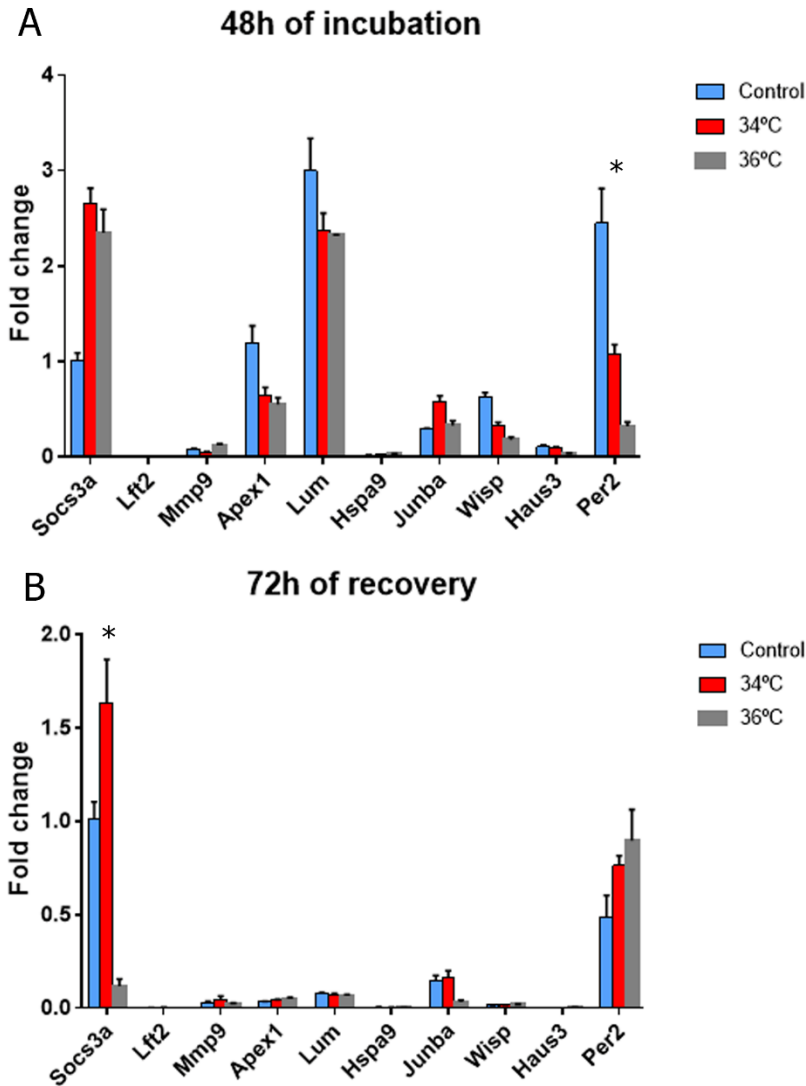 A
48h of incubation
Fold change
4
3
2
1
0
*
Control
34ºC
36ºC
Socs3a
Lft2
Mmp9
Apex1
Lum
Hspa9
Junba
Wisp
Haus3
Per2
B
72h of recovery
Fold change
2.0
1.5
1.0
0.5
0.0
*
Control
34ºC
36ºC
Socs3a
Lft2
Mmp9
Apex1
Lum
Hspa9
Junba
Wisp
Haus3
Per2